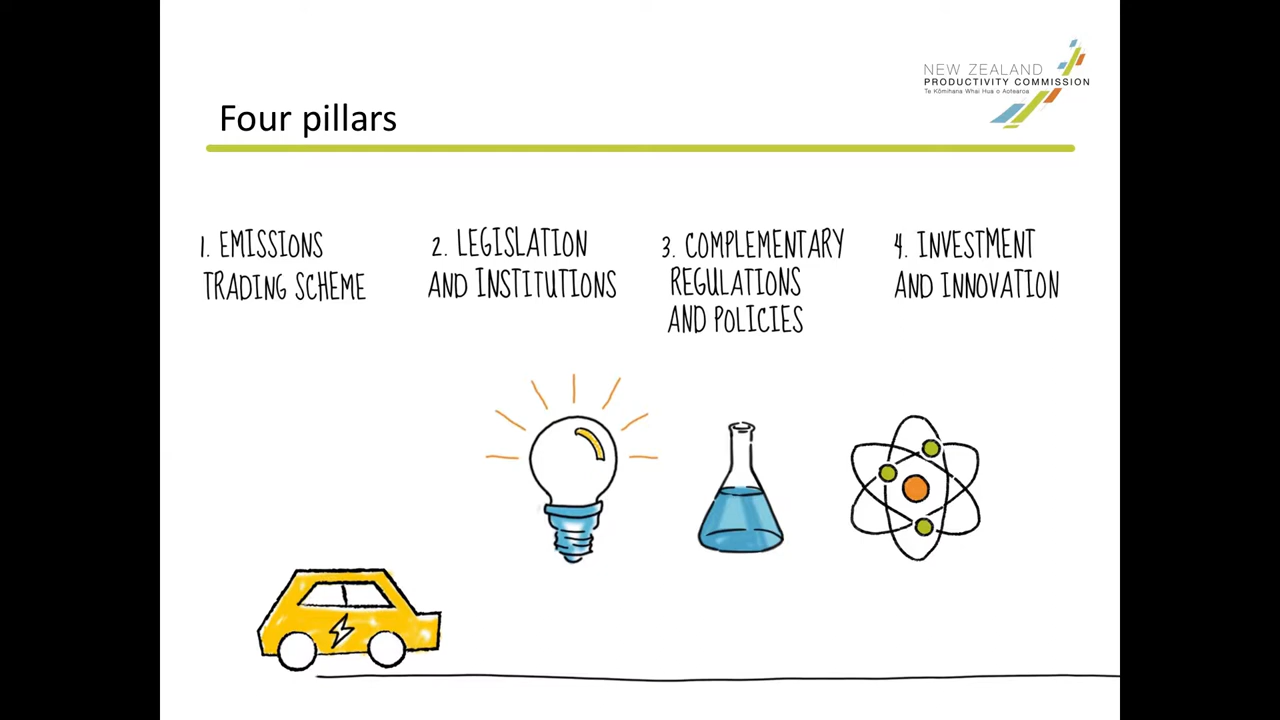 NEW ZEALAND
PRODUCTIVITY COMMISSION
Te Kōmihana Whai Hua o Aotearoa
Four pillars
1. EMISSIONS
TRADING SCHEME
2. LEGISLATION
AND INSTITUTIONS
3. COMPLEMENTARY
REGULATIONS
AND POLICIES
4. INVESTMENT
AND INNOVATION